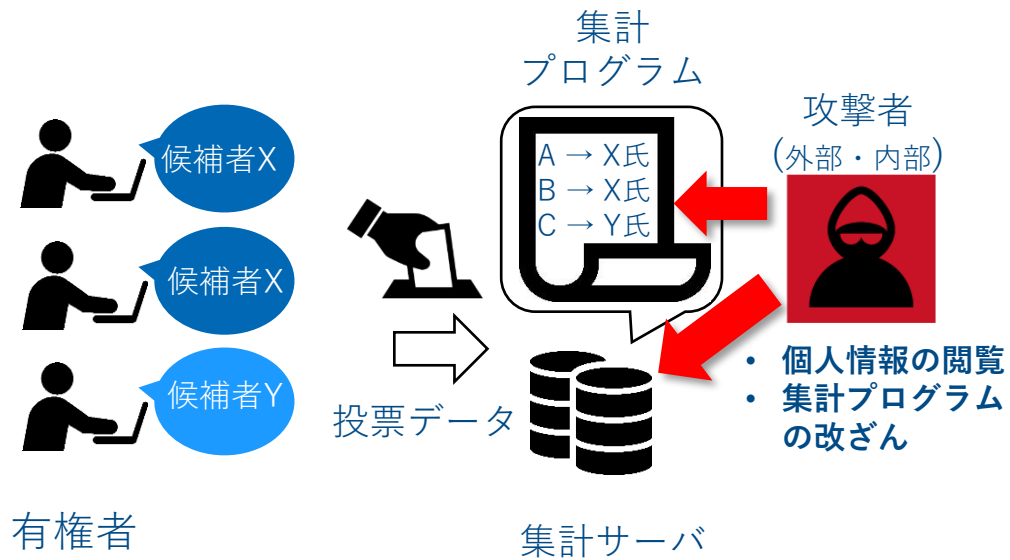 集計
プログラム
攻撃者
(外部・内部)
候補者X
候補者X
候補者Y
A → X氏
B → X氏
C → Y氏
投票データ
• 個人情報の閲覧
• 集計プログラム
の改ざん
有権者
集計サーバ